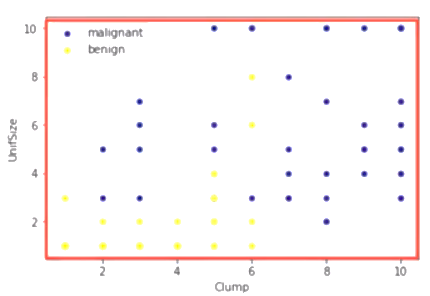 malignant
benign
10
8
6
4
2
UnifSize
2 4 6 8 10
Clump